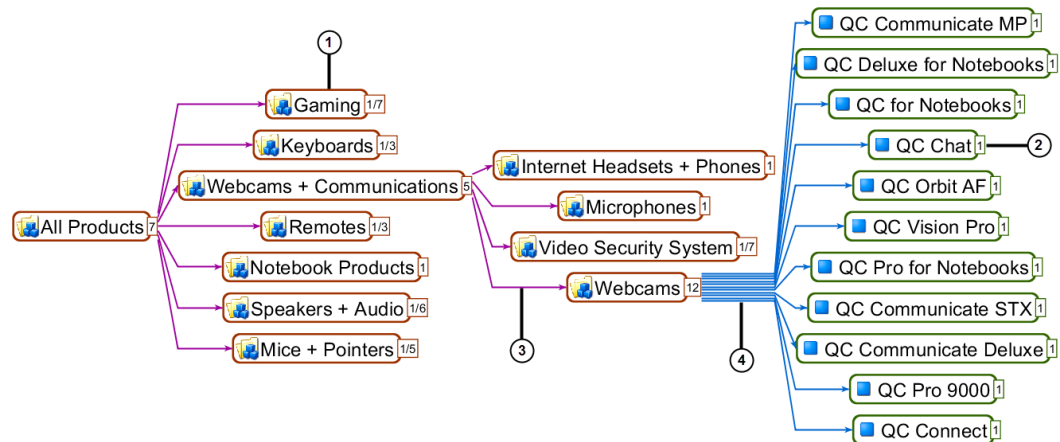 All Products 7
1
Gaming 1/7
Keyboards 1/3
Webcams + Communications 5
Remotes 1/3
Notebook Products 1
Speakers + Audio 1/6
Mice + Pointers 1/5
Internet Headsets + Phones 1
Microphones 1
Video Security System 1/7
Webcams 12
3
4
QC Communicate MP 1
QC Deluxe for Notebooks 1
QC for Notebooks 1
QC Chat 1
2
QC Orbit AF 1
QC Vision Pro 1
QC Pro for Notebooks 1
QC Communicate STX 1
QC Communicate Deluxe 1
QC Pro 9000 1
QC Connect 1